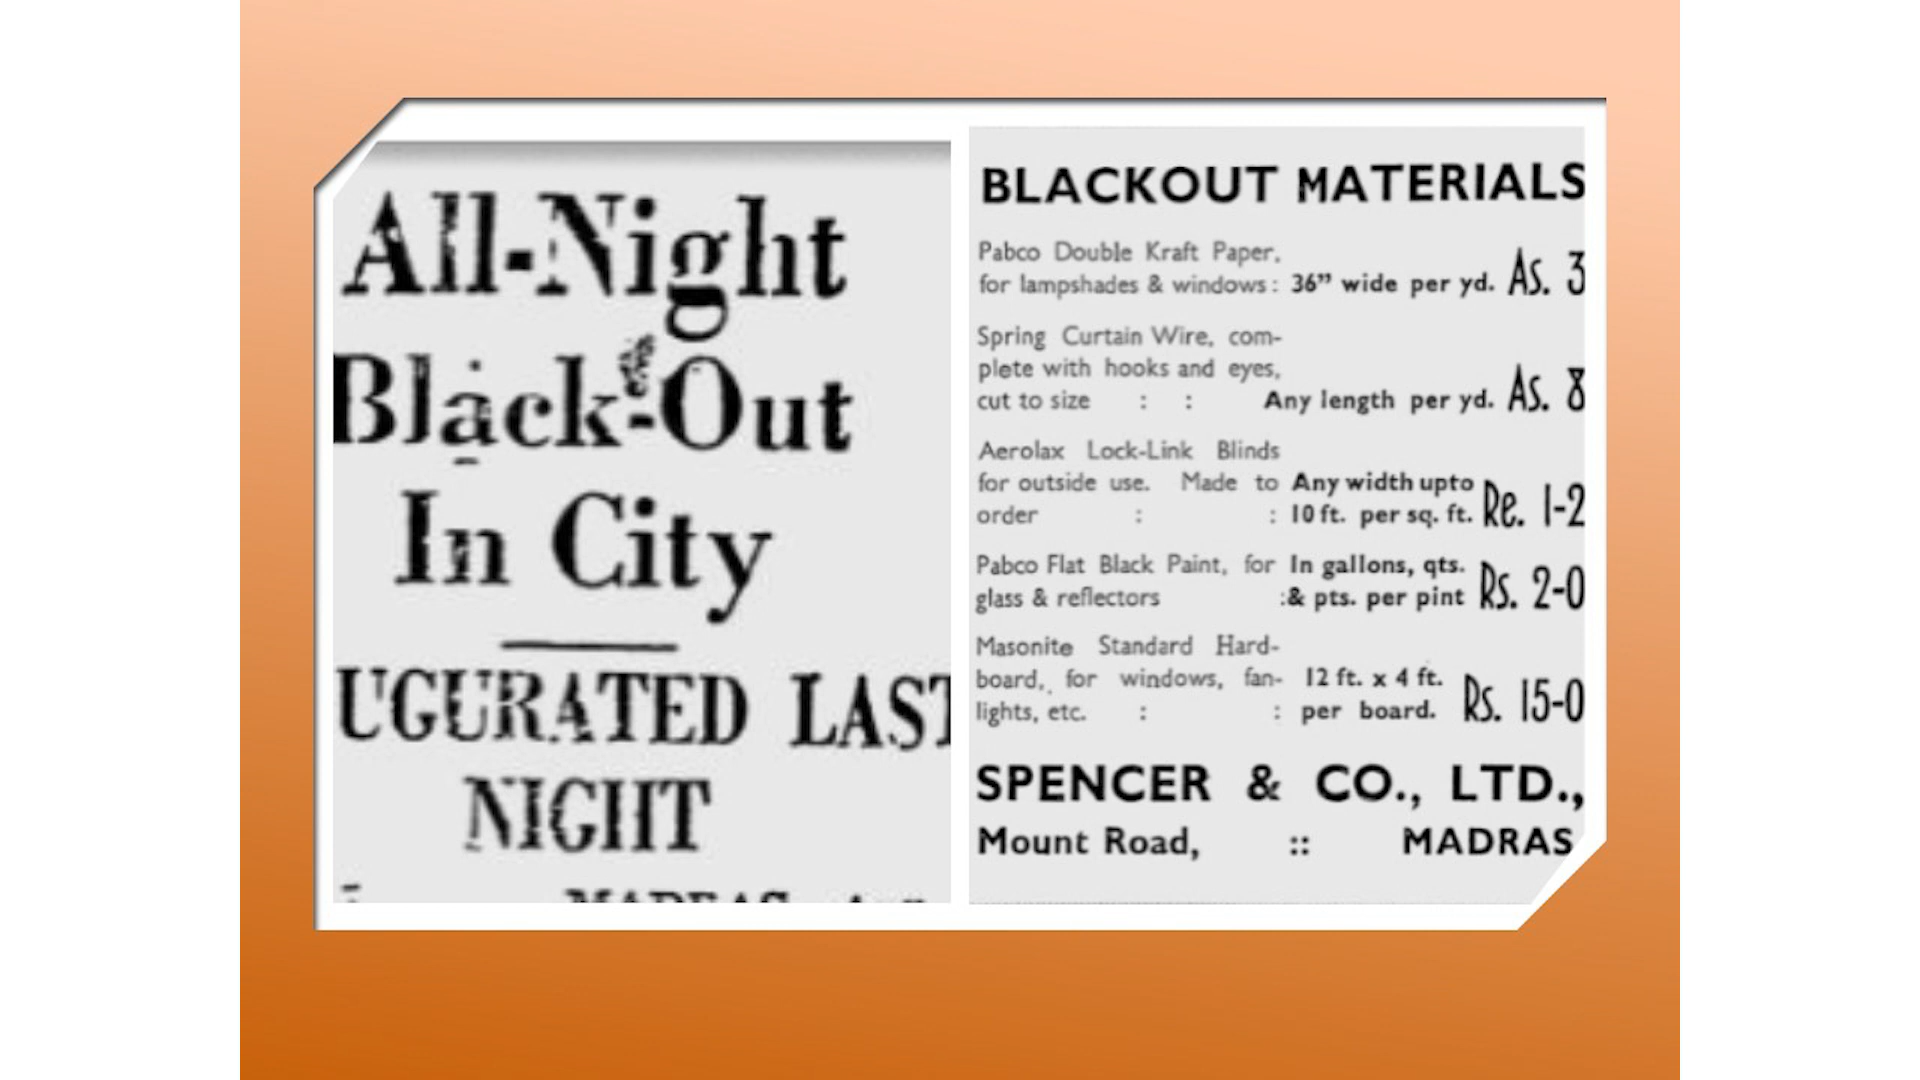 All-Night
Black-Out
In City
UGURATED LAST
NIGHT
MADRAS
BLACKOUT MATERIALS
Pabco Double Kraft Paper,
for lampshades & windows: 36” wide per yd. As. 3
Spring Curtain Wire, com-
plete with hooks and eyes,
cut to size : : Any length per yd. As. 8
Aerolax Lock-Link Blinds
for outside use. Made to Any width upto
order : : 10 ft. per sq. ft. Re. 1-2
Pabco Flat Black Paint, for In gallons, qts.
glass & reflectors :& pts. per pint Rs. 2-0
Masonite Standard Hard-
board, for windows, fan- 12 ft. x 4 ft.
lights, etc. : : per board. Rs. 15-0
SPENCER & CO., LTD.,
Mount Road, :: MADRAS